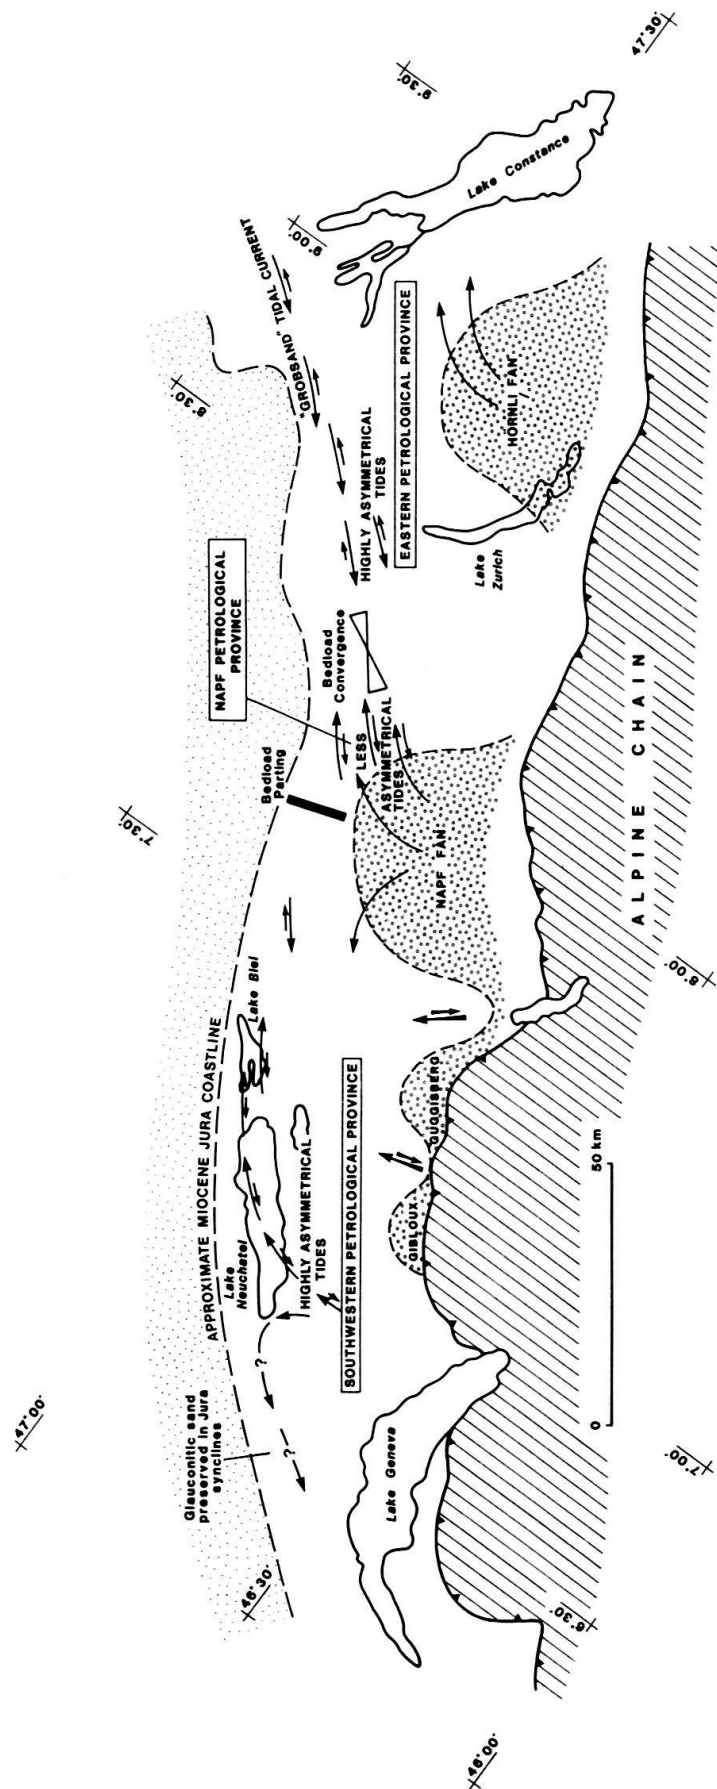 47°00'
46°30'
46°00'
Glauconitic sand
preserved in Jura
synclines
APPROXIMATE MIOCENE JURA COASTLINE
?
?
Lake
Neuchatel
Lake Biel
HIGHLY ASYMMETRICAL
TIDES
SOUTHWESTERN PETROLOGICAL PROVINCE
Lake Geneva
GIBLOUX
GUGGISBERG
7°30'
Bedload
Parting
NAPF PETROLOGICAL
PROVINCE
Bedload
Convergence
LESS
ASYMMETRICAL
TIDES
NAPF FAN
8°30'
"GROBSAND" TIDAL CURRENT
HIGHLY ASYMMETRICAL
TIDES
EASTERN PETROLOGICAL PROVINCE
Lake
Zurich
HÖRNLI FAN
9°00'
9°30'
Lake Constance
47°30'
ALPINE CHAIN
6°30'
7°00'
8°00'
0
50 km